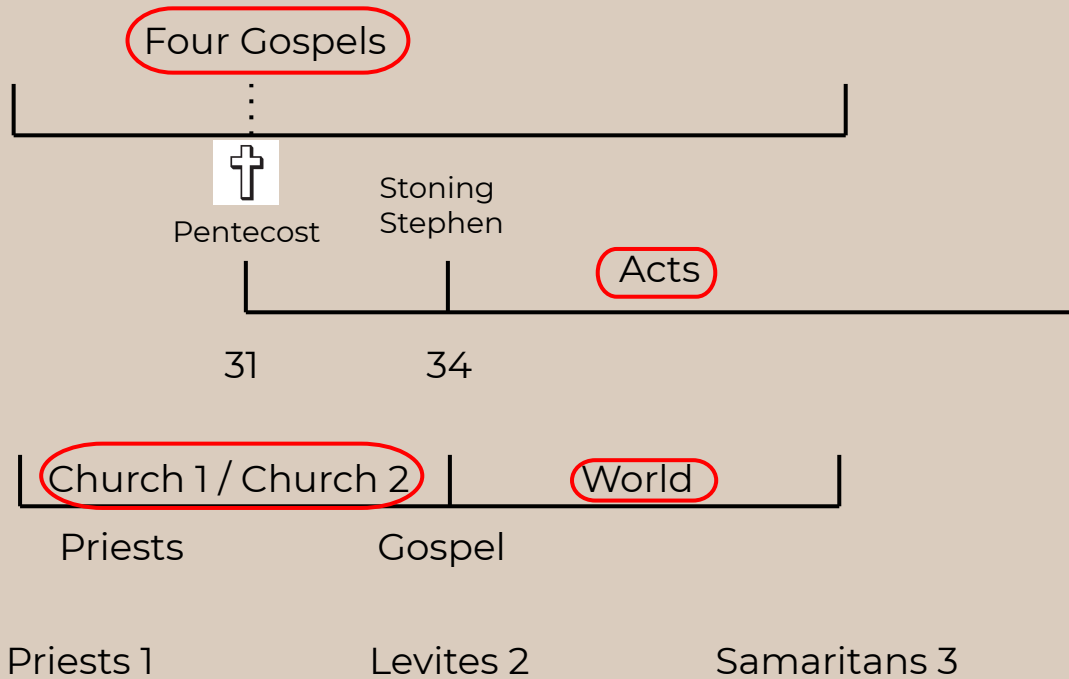 Four Gospels
Pentecost
Stoning
Stephen
Acts
31
34
Church 1 / Church 2
World
Priests
Gospel
Priests 1
Levites 2
Samaritans 3